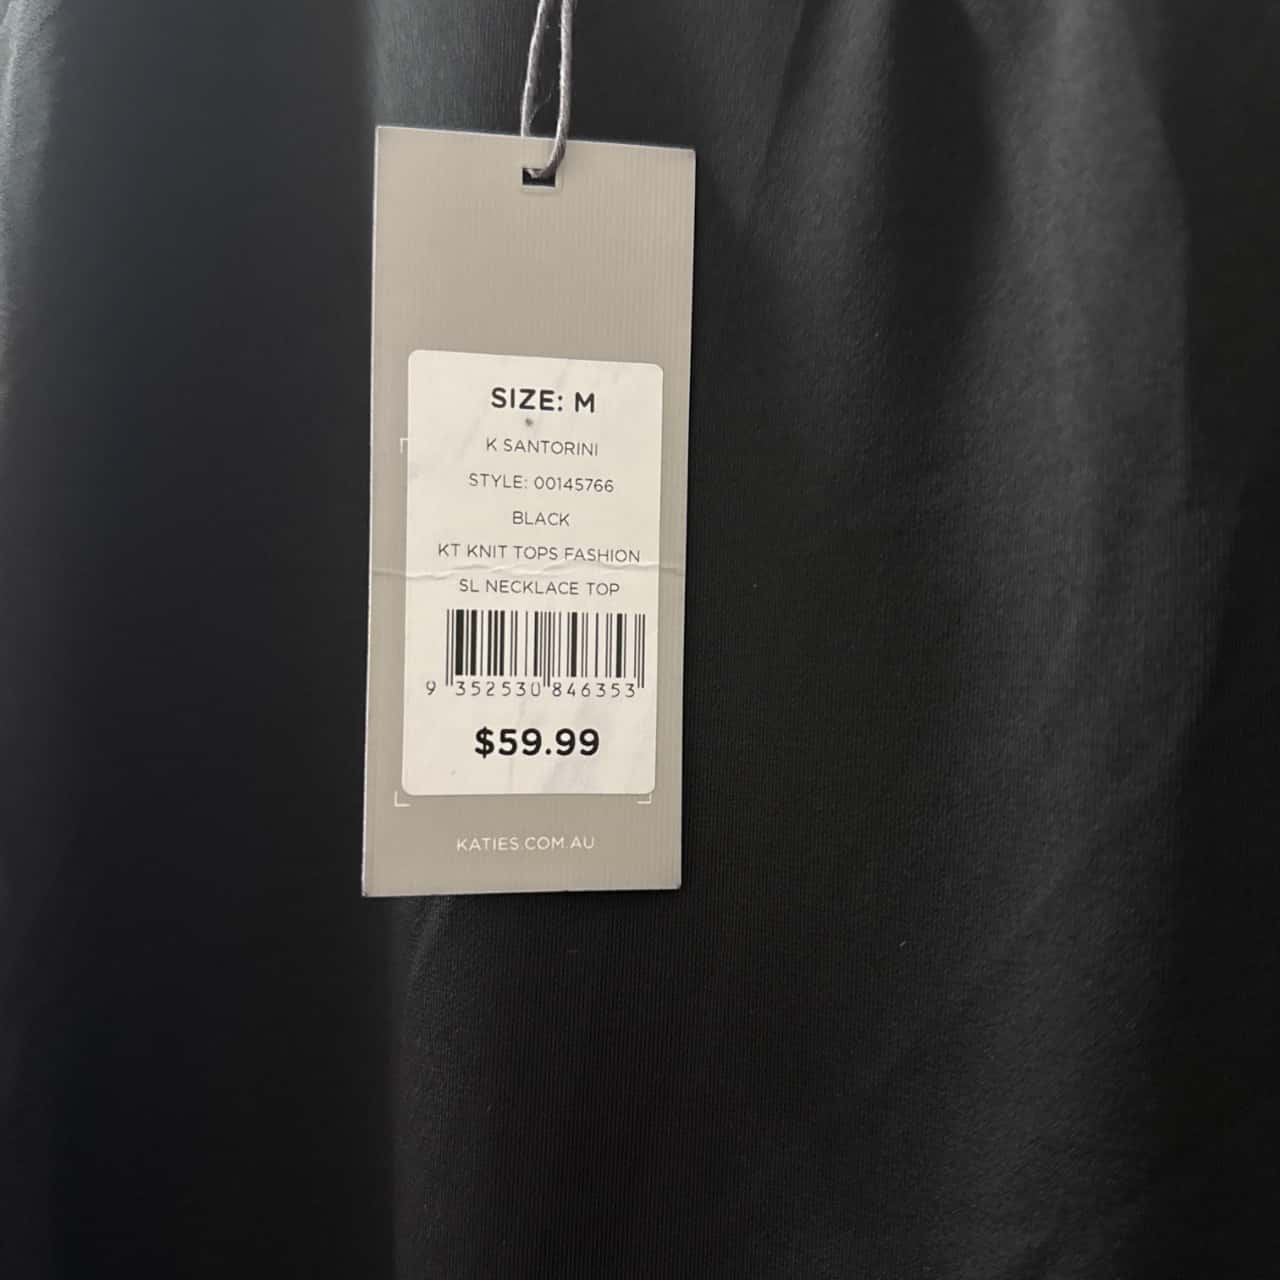 SIZE: M
K SANTORINI
STYLE: 00145766
BLACK
KT KNIT TOPS FASHION
SL NECKLACE TOP
9 352530 846353
$59.99
KATIES.COM.AU